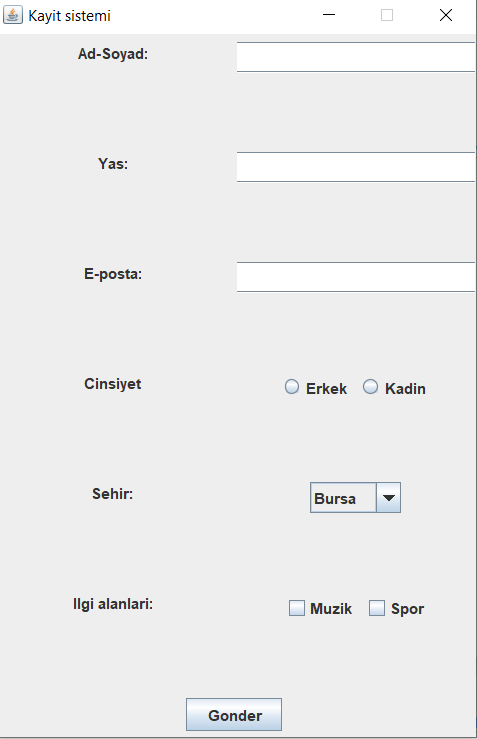 Kayit sistemi
Ad-Soyad:
Yas:
E-posta:
Cinsiyet
Erkek Kadin
Sehir:
Bursa
Ilgi alanlari:
Muzik Spor
Gonder